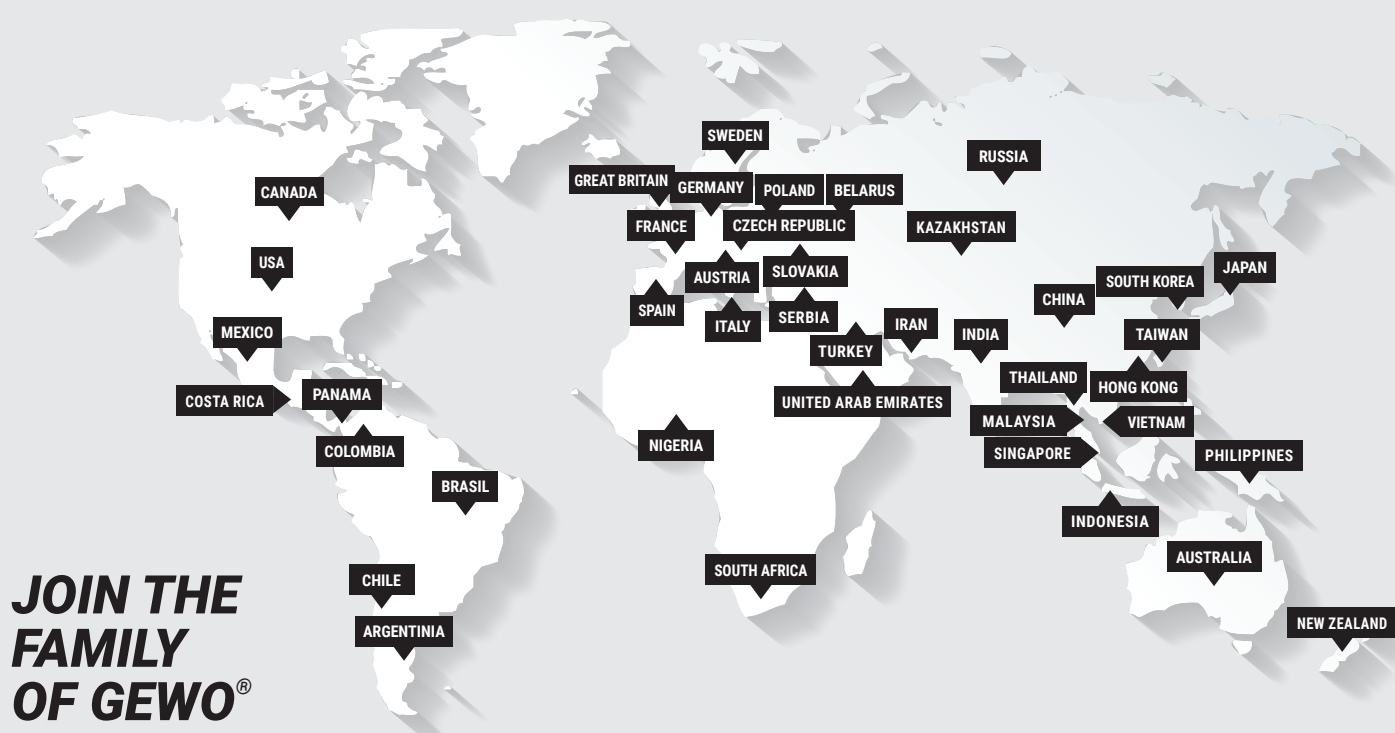 SWEDEN
RUSSIA
GREAT BRITAIN
GERMANY
POLAND
BELARUS
CANADA
FRANCE
CZECH REPUBLIC
KAZAKHSTAN
USA
AUSTRIA
SLOVAKIA
SOUTH KOREA
JAPAN
SPAIN
ITALY
SERBIA
CHINA
MEXICO
TURKEY
IRAN
INDIA
TAIWAN
COSTA RICA
PANAMA
UNITED ARAB EMIRATES
THAILAND
HONG KONG
COLOMBIA
NIGERIA
MALAYSIA
VIETNAM
SINGAPORE
PHILIPPINES
BRASIL
INDONESIA
SOUTH AFRICA
AUSTRALIA
CHILE
ARGENTINIA
NEW ZEALAND
JOIN THE
FAMILY
OF GEWO®